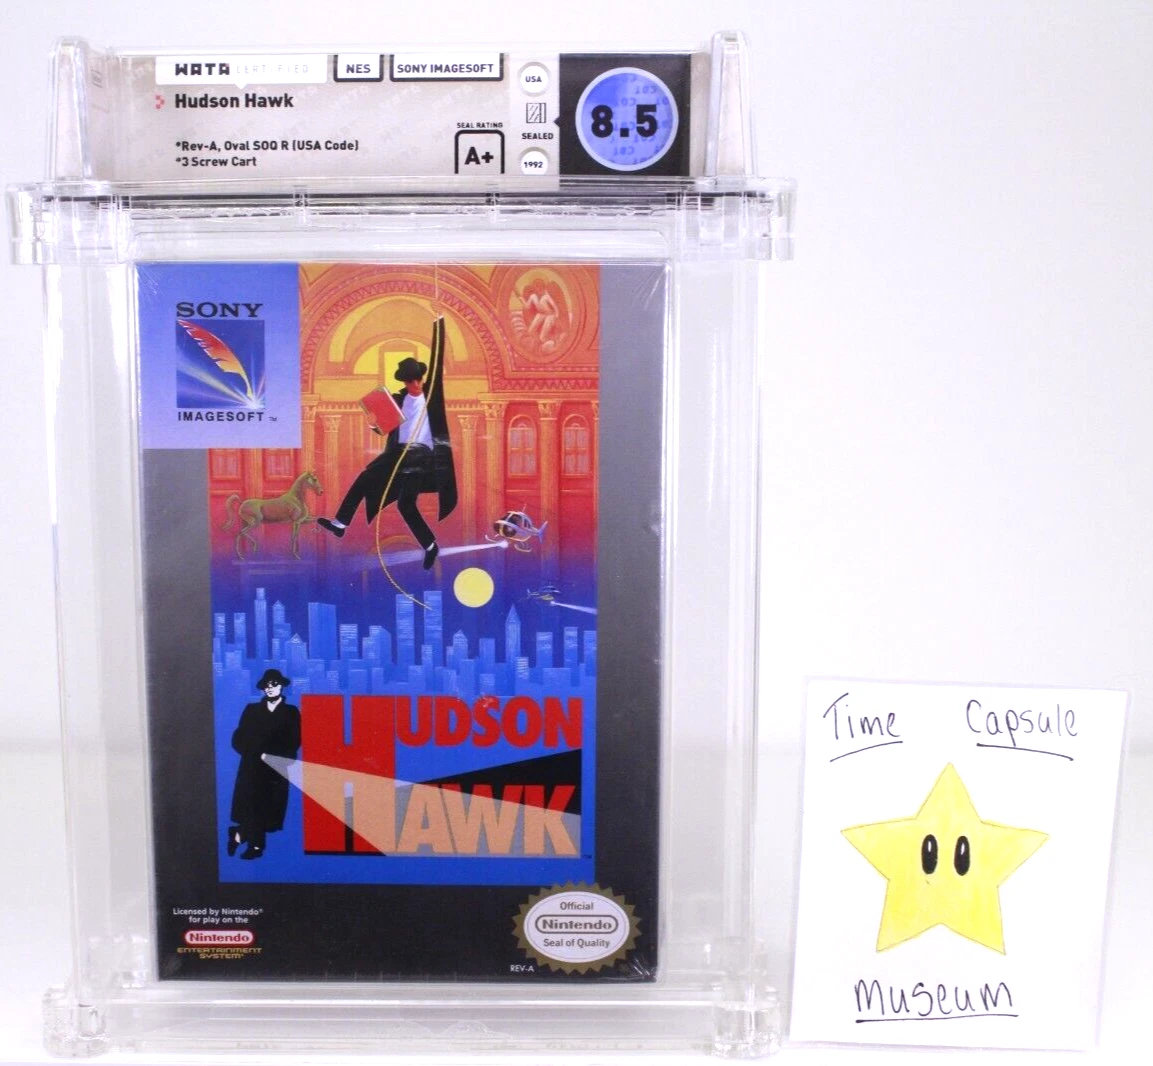 WATA CERTIFIED
NES
SONY IMAGESOFT
Hudson Hawk
*Rev-A, Oval SOQ R (USA Code)
*3 Screw Cart
SEAL RATING
A+
USA
SEALED
1992
8.5
SONY
IMAGESOFT™
HUDSON
HAWK™
Licensed by Nintendo®
for play on the
Nintendo
ENTERTAINMENT
SYSTEM®
REV-A
Official
Nintendo
Seal of Quality
Time Capsule
Museum